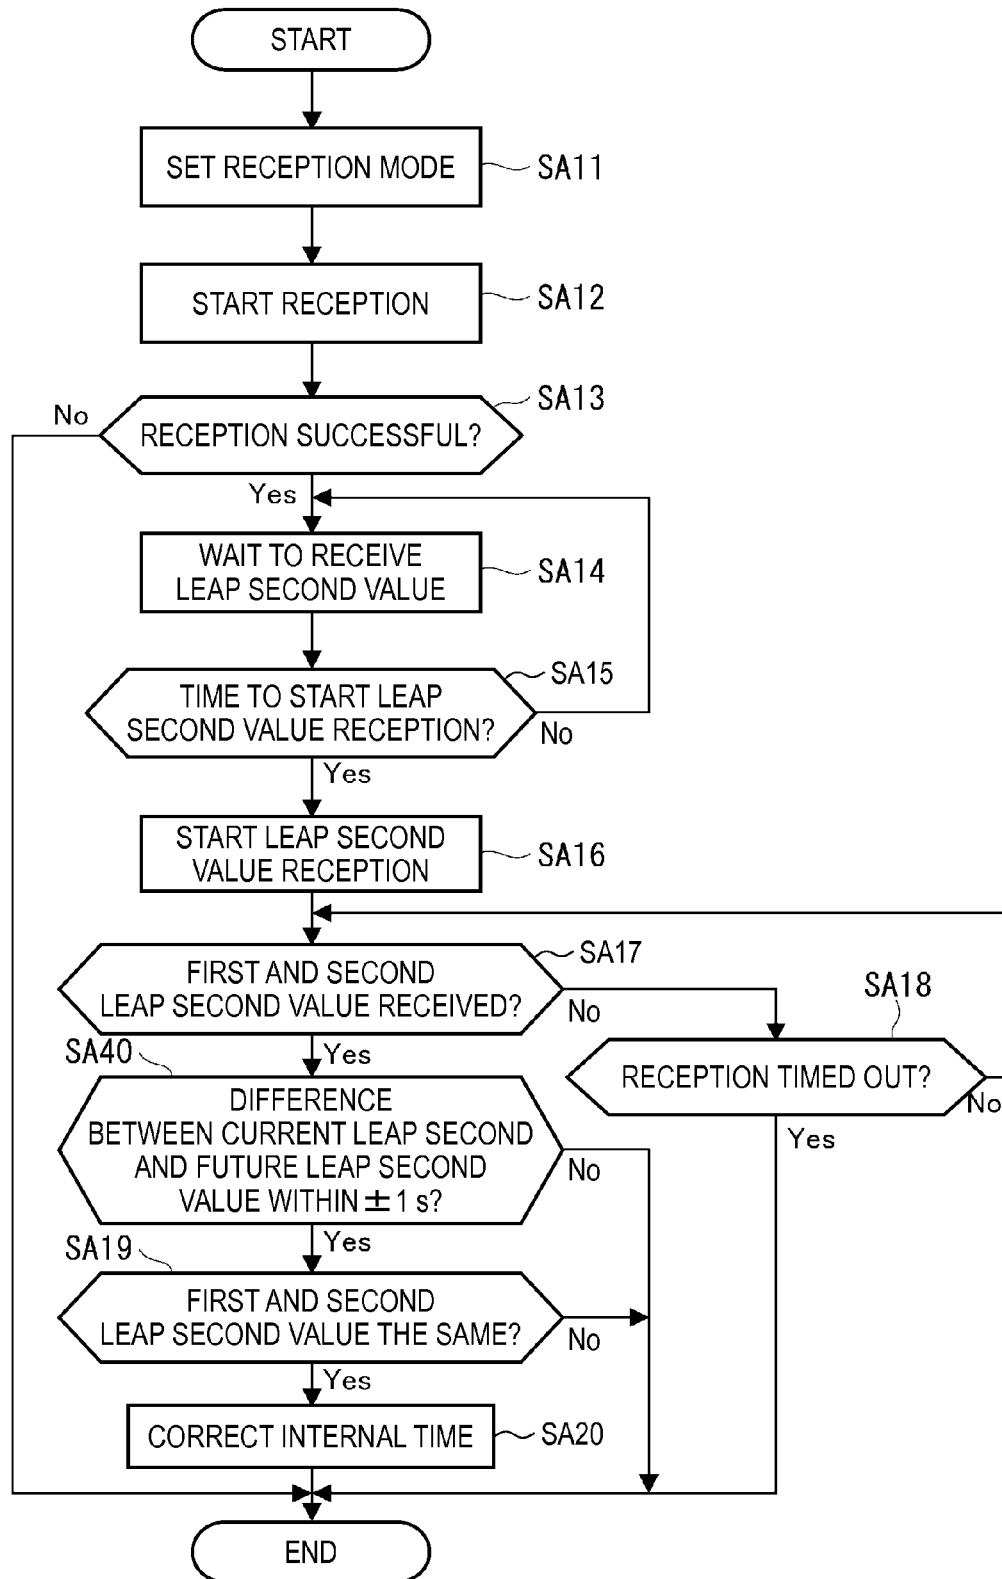 START
SET RECEPTION MODE
SA11
START RECEPTION
SA12
SA13
No
RECEPTION SUCCESSFUL?
Yes
WAIT TO RECEIVE
LEAP SECOND VALUE
SA14
SA15
TIME TO START LEAP
SECOND VALUE RECEPTION?
No
Yes
START LEAP SECOND
VALUE RECEPTION
SA16
SA17
FIRST AND SECOND
LEAP SECOND VALUE RECEIVED?
No
SA18
Yes
RECEPTION TIMED OUT?
No
Yes
SA40
DIFFERENCE
BETWEEN CURRENT LEAP SECOND
AND FUTURE LEAP SECOND
VALUE WITHIN ± 1 s?
No
Yes
SA19
FIRST AND SECOND
LEAP SECOND VALUE THE SAME?
No
Yes
CORRECT INTERNAL TIME
SA20
END